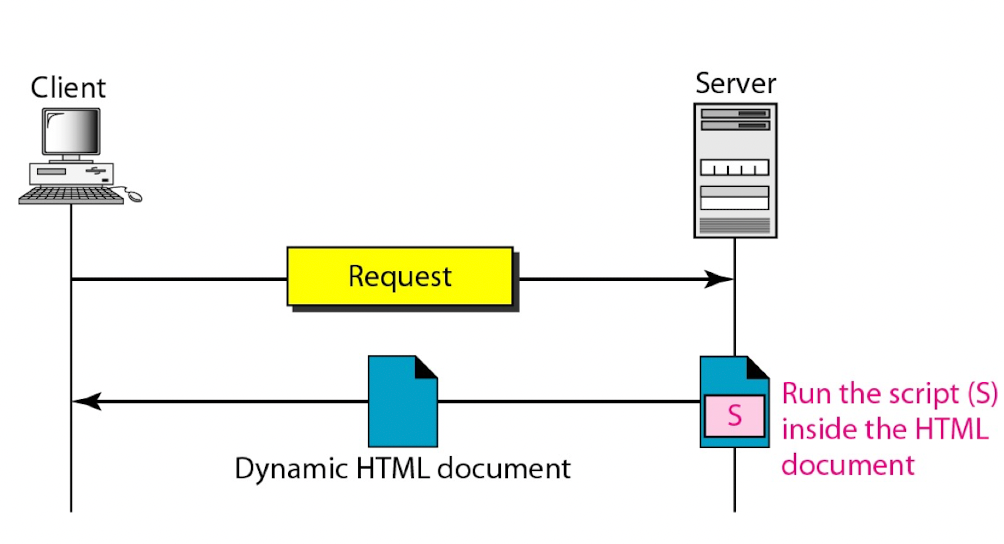 Client
Server
Request
S
Run the script (S)
inside the HTML
document
Dynamic HTML document